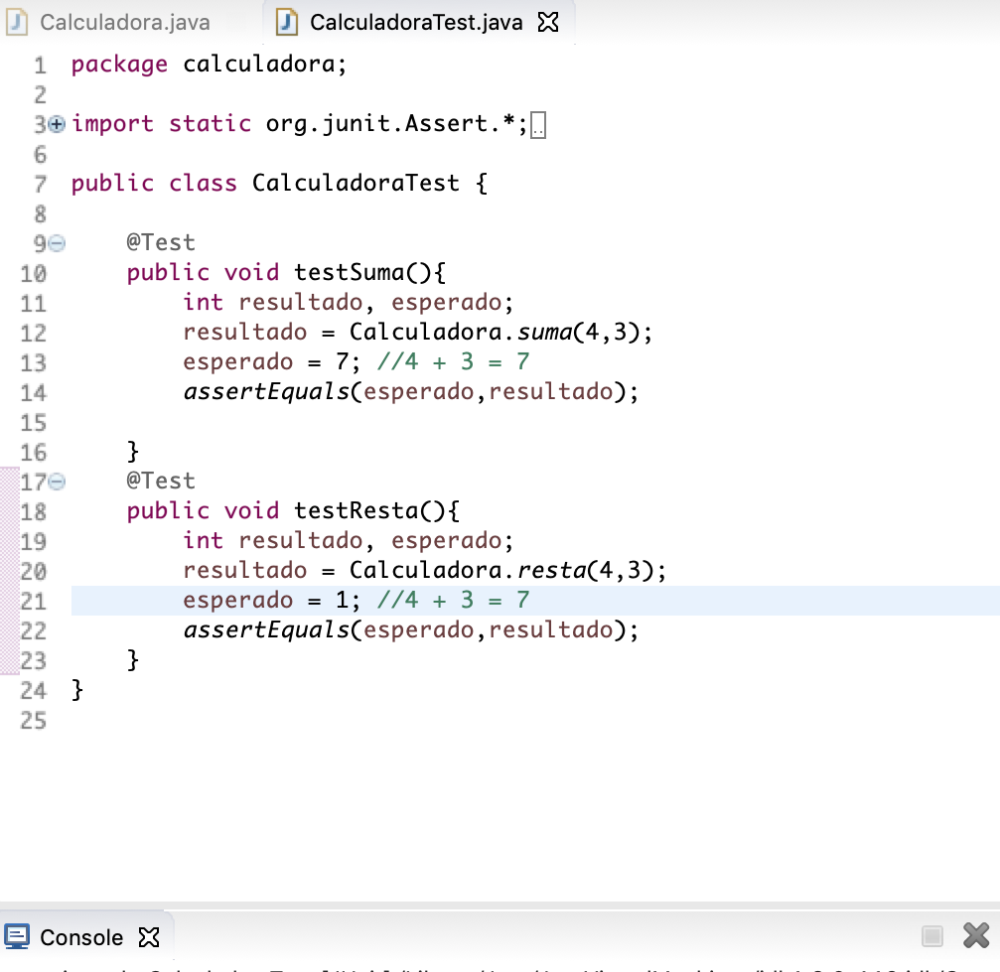 Calculadora.java CalculadoraTest.java
1 package calculadora;
2
3 import static org.junit.Assert.*;
6
7 public class CalculadoraTest {
8
9 @Test
10 public void testSuma(){
11 int resultado, esperado;
12 resultado = Calculadora.suma(4,3);
13 esperado = 7; //4 + 3 = 7
14 assertEquals(esperado,resultado);
15
16 }
17 @Test
18 public void testResta(){
19 int resultado, esperado;
20 resultado = Calculadora.resta(4,3);
21 esperado = 1; //4 + 3 = 7
22 assertEquals(esperado,resultado);
23 }
24 }
25
Console